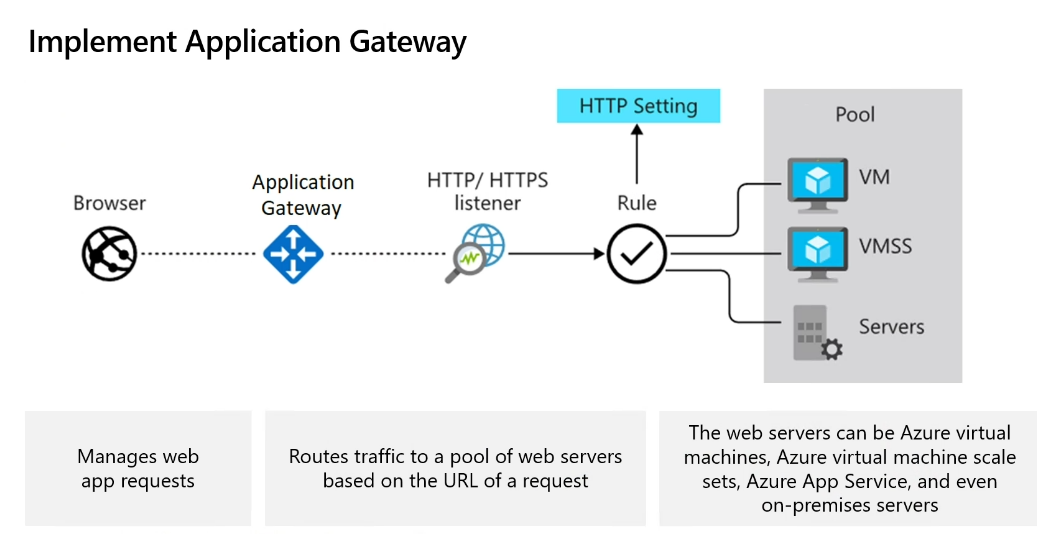 Implement Application Gateway
HTTP Setting
Pool
Browser
Application
Gateway
HTTP/ HTTPS
listener
Rule
VM
VMSS
Servers
Manages web
app requests
Routes traffic to a pool of web servers
based on the URL of a request
The web servers can be Azure virtual
machines, Azure virtual machine scale
sets, Azure App Service, and even
on-premises servers